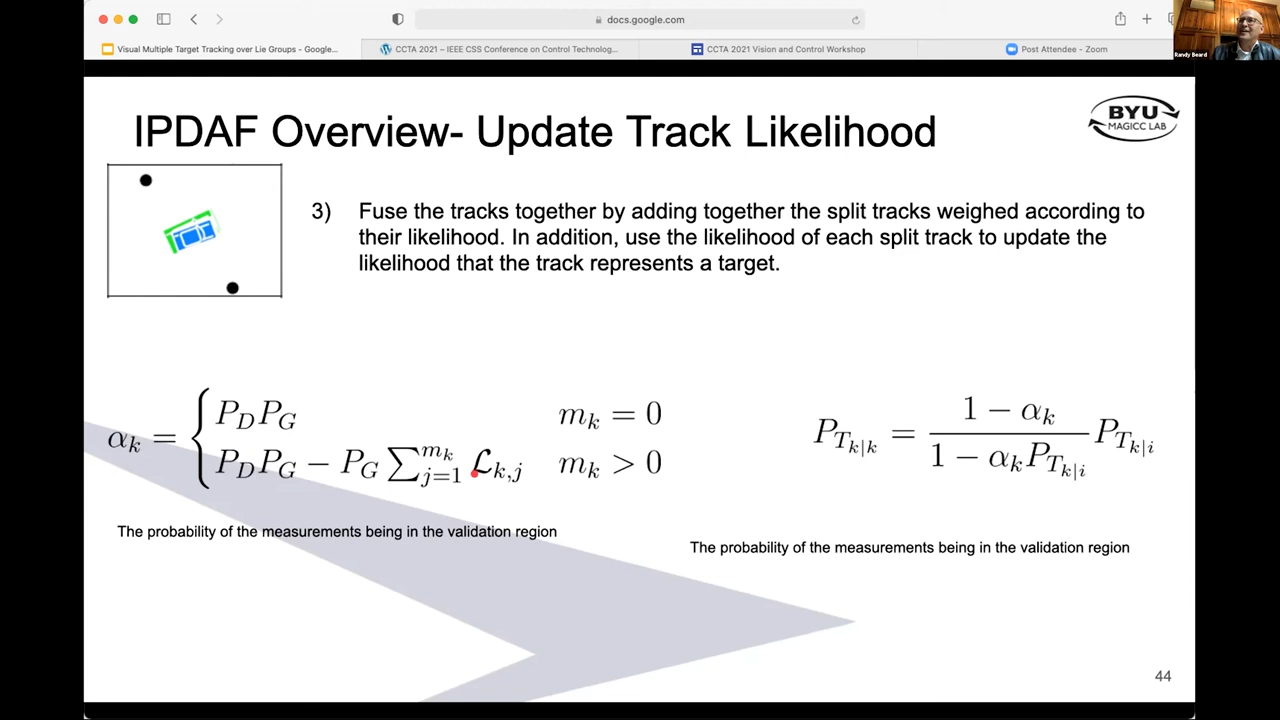 docs.google.com
Visual Multiple Target Tracking over Lie Groups - Google...
CCTA 2021 – IEEE CSS Conference on Control Technolog...
CCTA 2021 Vision and Control Workshop
Post Attendee - Zoom
Randy Beard
IPDAF Overview- Update Track Likelihood
BYU
MAGICC LAB
3) Fuse the tracks together by adding together the split tracks weighed according to
their likelihood. In addition, use the likelihood of each split track to update the
likelihood that the track represents a target.
α_k = { P_D P_G    m_k = 0
P_D P_G − P_G ∑_{j=1}^{m_k} ℒ_{k,j}    m_k > 0
P_{T_{k|k}} = (1 − α_k) / (1 − α_k P_{T_{k|i}}) P_{T_{k|i}}
The probability of the measurements being in the validation region
The probability of the measurements being in the validation region
44